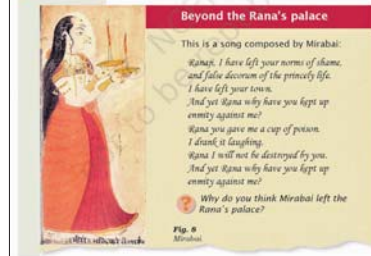 Beyond the Rana's palace
This is a song composed by Mirabai:
Ranaji, I have left your norms of shame,
and false decorum of the princely life.
I have left your town.
And yet Rana why have you kept up
enmity against me?
Rana you gave me a cup of poison.
I drank it laughing.
Rana I will not be destroyed by you.
And yet Rana why have you kept up
enmity against me?
? Why do you think Mirabai left the
Rana's palace?
Fig. 8
Mirabai.